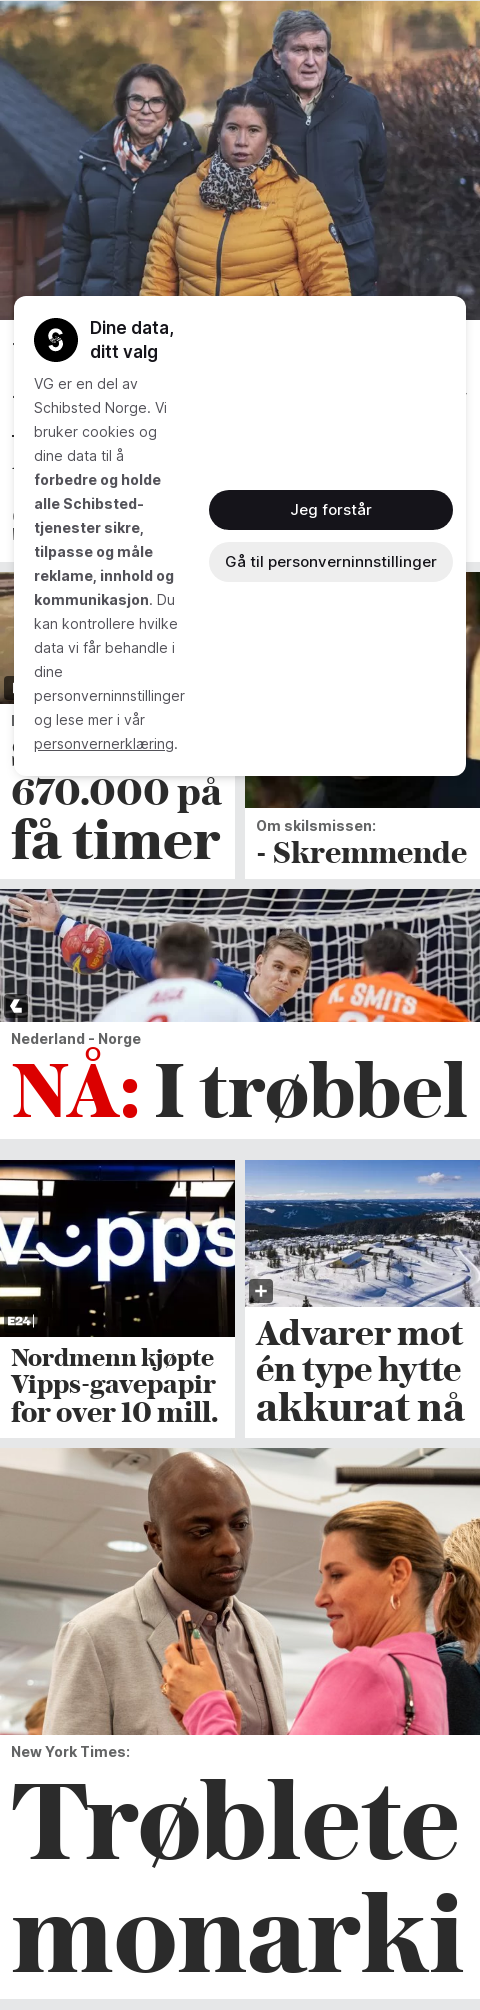 Dine data,
ditt valg
VG er en del av
Schibsted Norge. Vi
bruker cookies og
dine data til å
forbedre og holde
alle Schibsted-
tjenester sikre,
tilpasse og måle
reklame, innhold og
kommunikasjon. Du
kan kontrollere hvilke
data vi får behandle i
dine
personverninnstillinger
og lese mer i vår
personvernerklæring.
Jeg forstår
Gå til personverninnstillinger
670.000 på
få timer
Om skilsmissen:
- Skremmende
K. SMITS
Nederland - Norge
NÅ: I trøbbel
vipps
E24
Nordmenn kjøpte
Vipps-gavepapir
for over 10 mill.
+
Advarer mot
én type hytte
akkurat nå
New York Times:
Trøblete
monarki